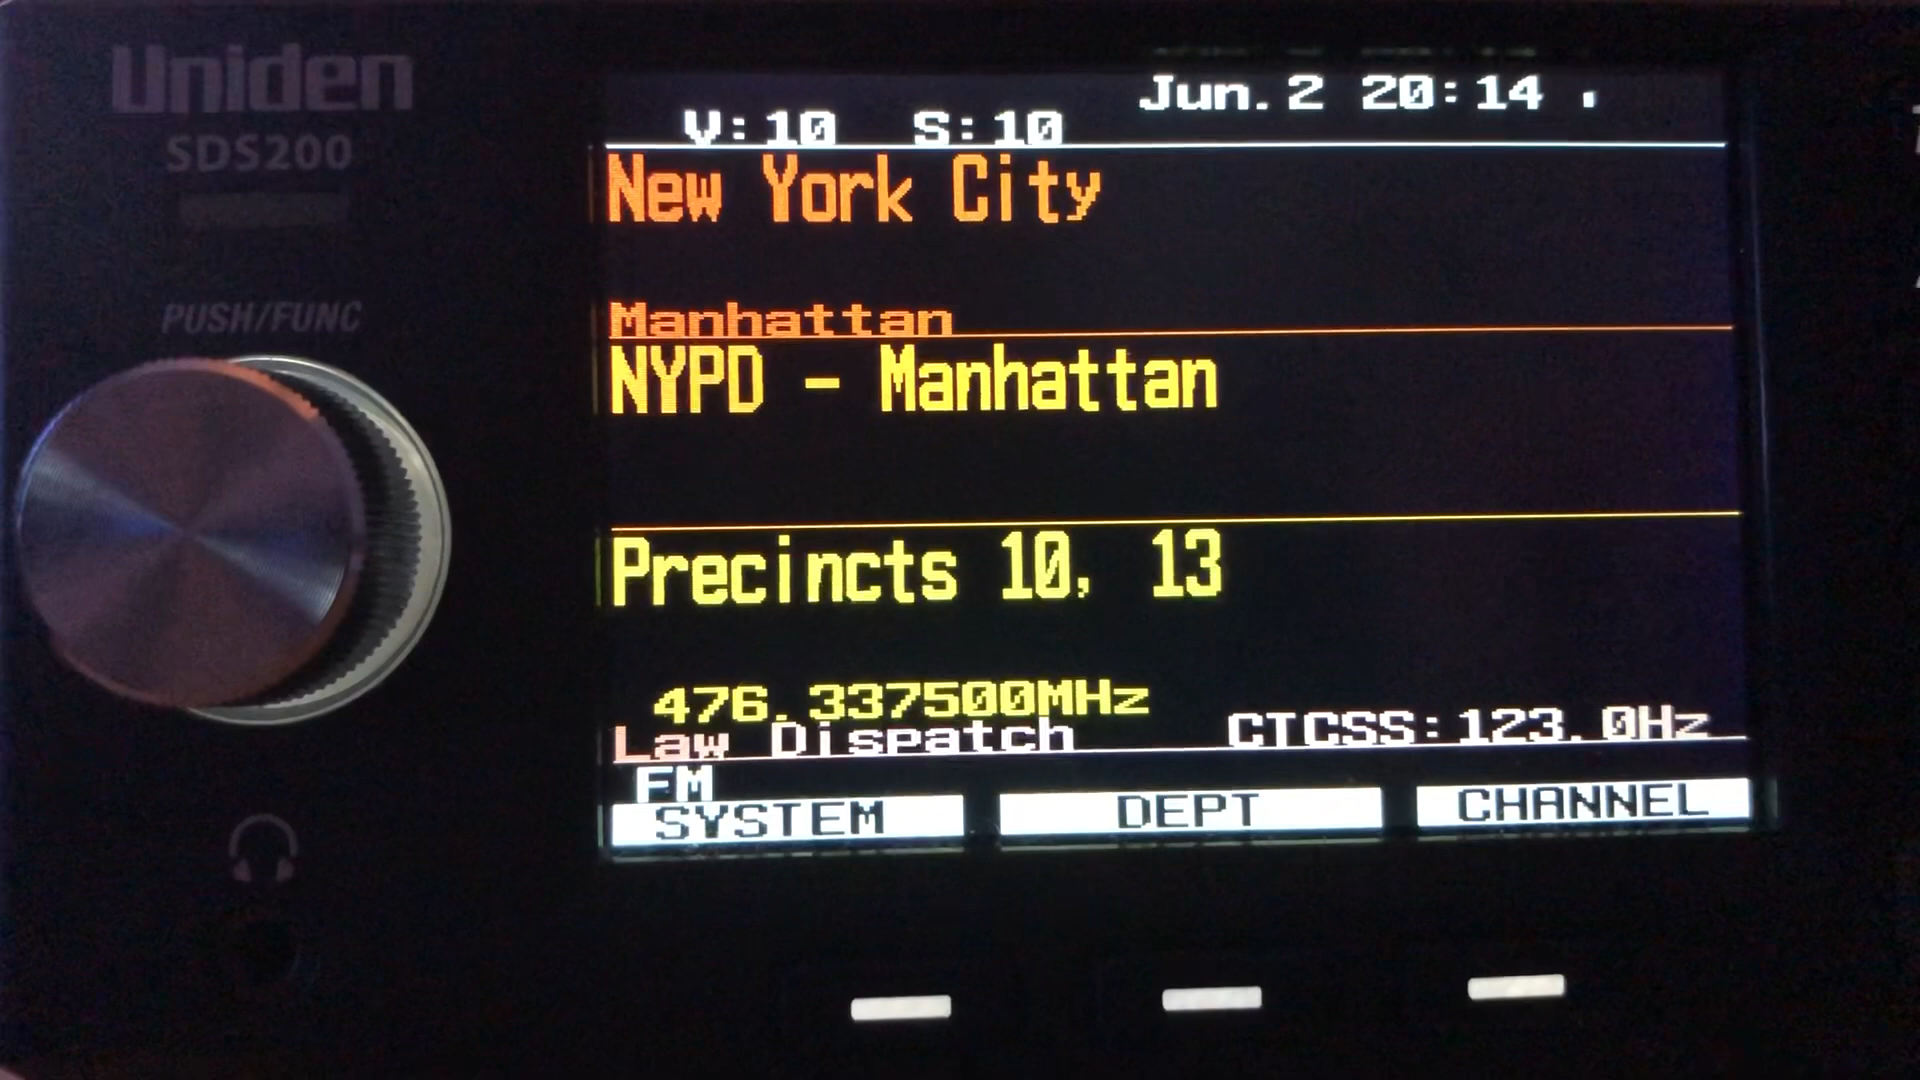 Uniden
SDS200
PUSH/FUNC
Jun. 2 20:14
V:10 S:10
New York City
Manhattan
NYPD - Manhattan
Precincts 10, 13
476.337500MHz
Law Dispatch CTCSS:123.0Hz
FM
SYSTEM DEPT CHANNEL